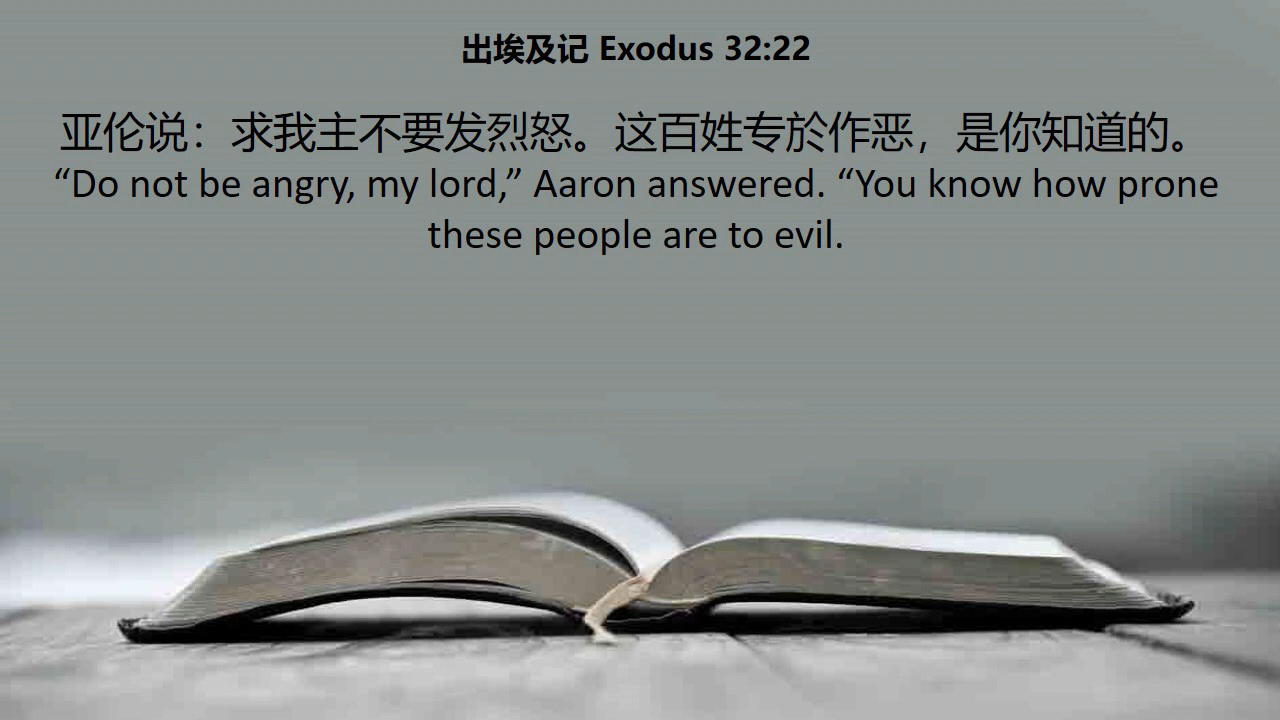 出埃及记 Exodus 32:22
亚伦说：求我主不要发烈怒。这百姓专於作恶，是你知道的。
“Do not be angry, my lord,” Aaron answered. “You know how prone
these people are to evil.